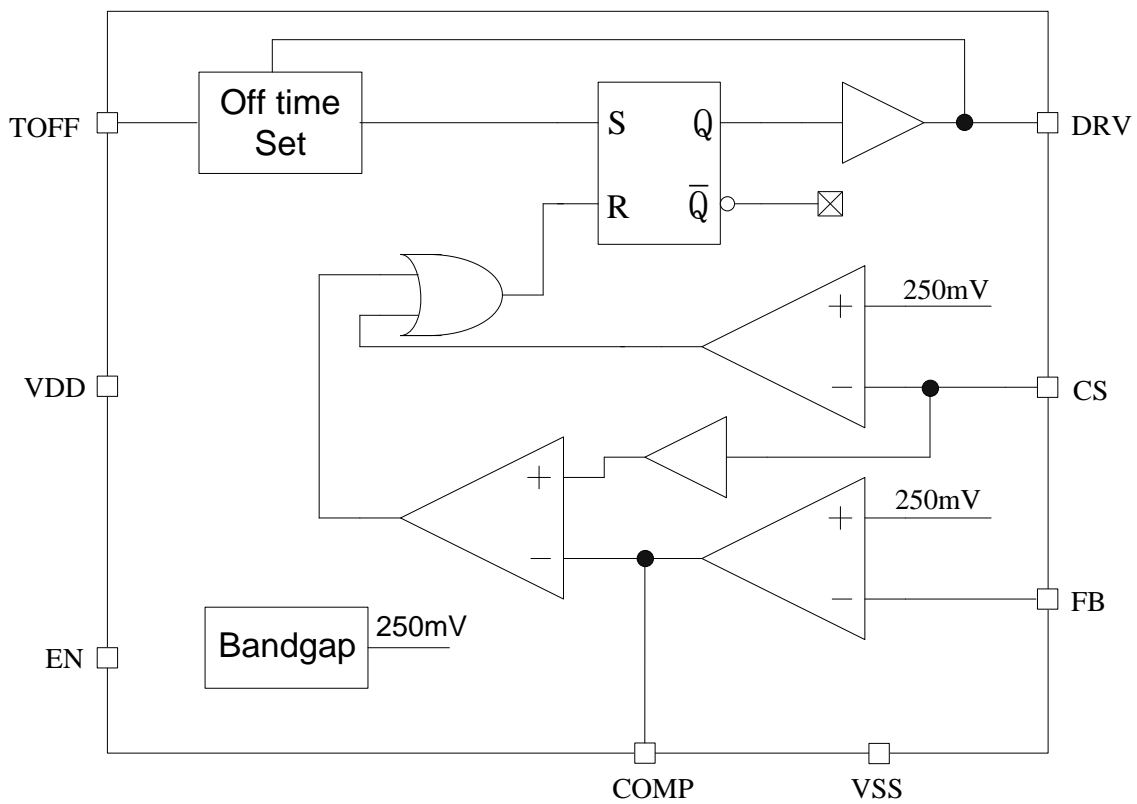 Off time
Set
TOFF
S
Q
DRV
R
Q̅
+
250mV
VDD
−
CS
+
+
250mV
−
−
FB
Bandgap
250mV
EN
COMP
VSS